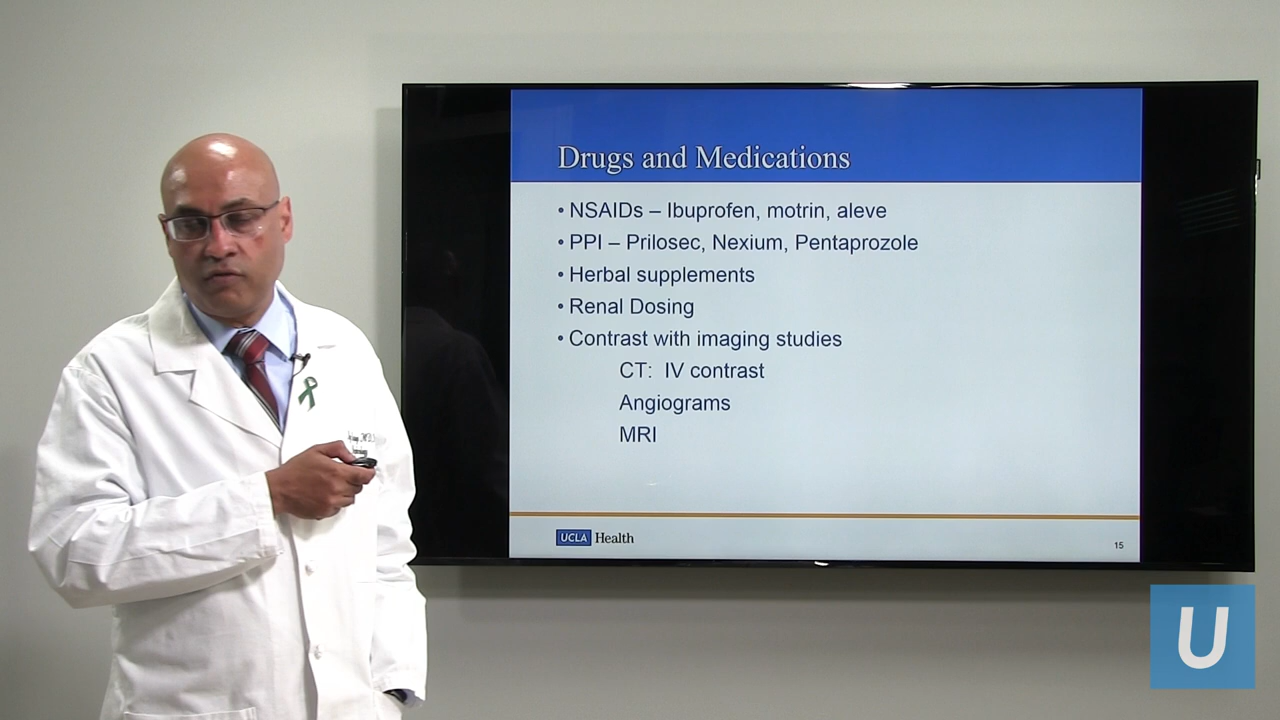 Drugs and Medications
• NSAIDs – Ibuprofen, motrin, aleve
• PPI – Prilosec, Nexium, Pentaprozole
• Herbal supplements
• Renal Dosing
• Contrast with imaging studies
CT: IV contrast
Angiograms
MRI
UCLA Health
15
U